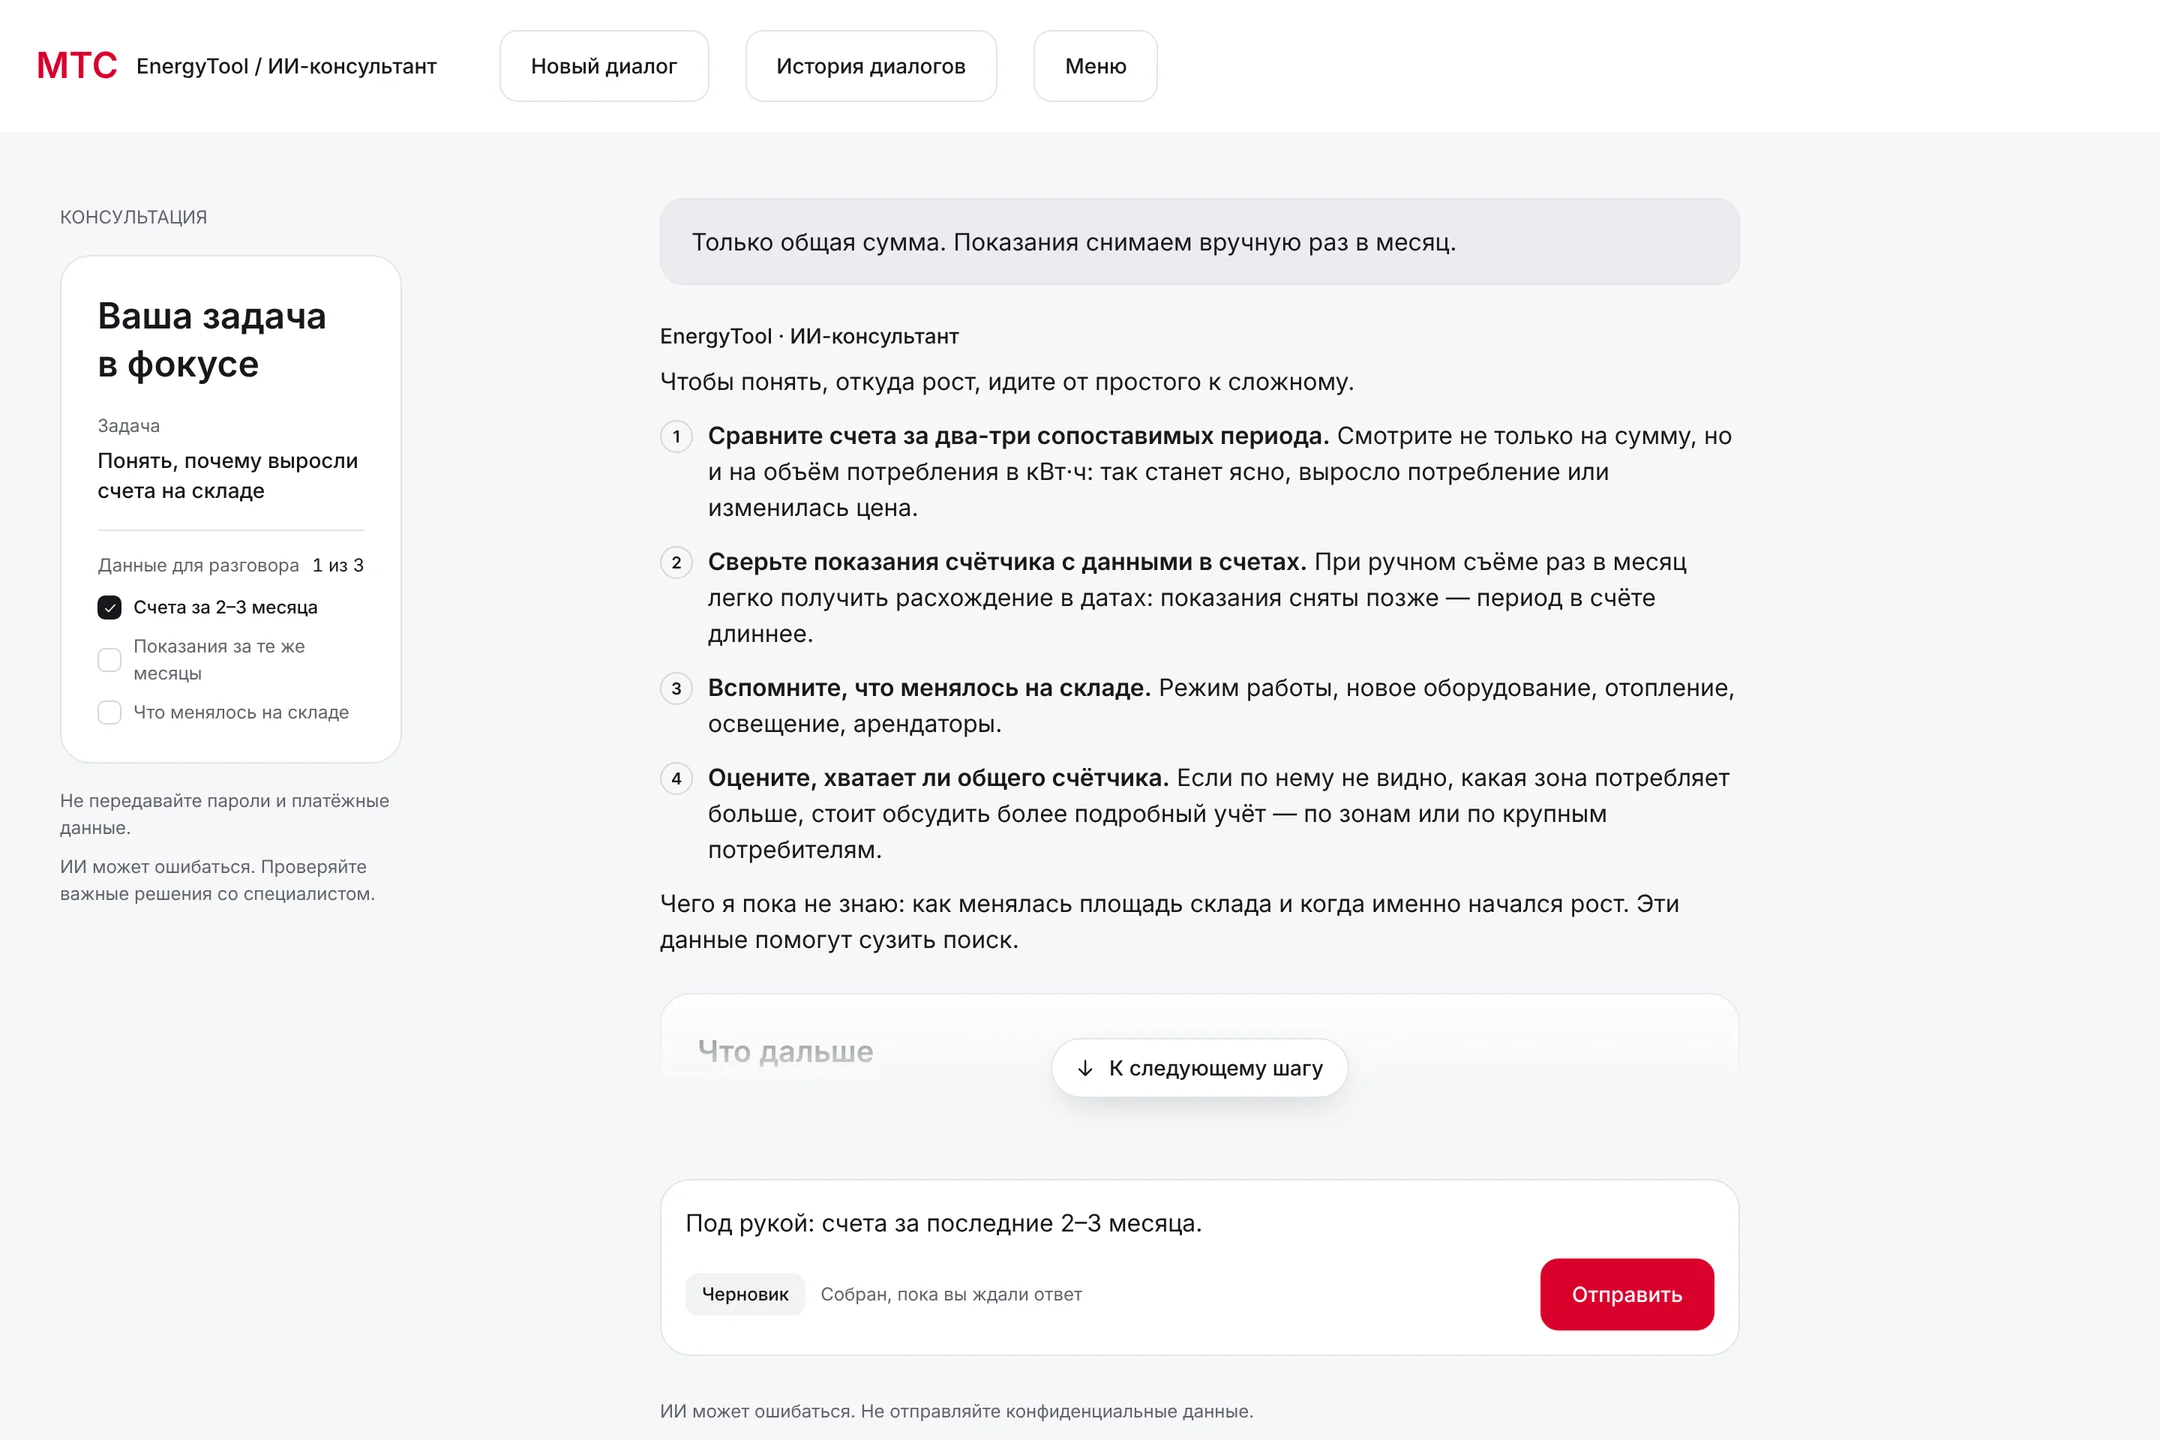 МТС EnergyTool / ИИ-консультант
Новый диалог
История диалогов
Меню
КОНСУЛЬТАЦИЯ
Ваша задача
в фокусе
Задача
Понять, почему выросли
счета на складе
Данные для разговора 1 из 3
Счета за 2–3 месяца
Показания за те же
месяцы
Что менялось на складе
Не передавайте пароли и платёжные
данные.
ИИ может ошибаться. Проверяйте
важные решения со специалистом.
Только общая сумма. Показания снимаем вручную раз в месяц.
EnergyTool · ИИ-консультант
Чтобы понять, откуда рост, идите от простого к сложному.
1 Сравните счета за два-три сопоставимых периода. Смотрите не только на сумму, но
и на объём потребления в кВт·ч: так станет ясно, выросло потребление или
изменилась цена.
2 Сверьте показания счётчика с данными в счетах. При ручном съёме раз в месяц
легко получить расхождение в датах: показания сняты позже — период в счёте
длиннее.
3 Вспомните, что менялось на складе. Режим работы, новое оборудование, отопление,
освещение, арендаторы.
4 Оцените, хватает ли общего счётчика. Если по нему не видно, какая зона потребляет
больше, стоит обсудить более подробный учёт — по зонам или по крупным
потребителям.
Чего я пока не знаю: как менялась площадь склада и когда именно начался рост. Эти
данные помогут сузить поиск.
Что дальше
↓ К следующему шагу
Под рукой: счета за последние 2–3 месяца.
Черновик Собран, пока вы ждали ответ
Отправить
ИИ может ошибаться. Не отправляйте конфиденциальные данные.